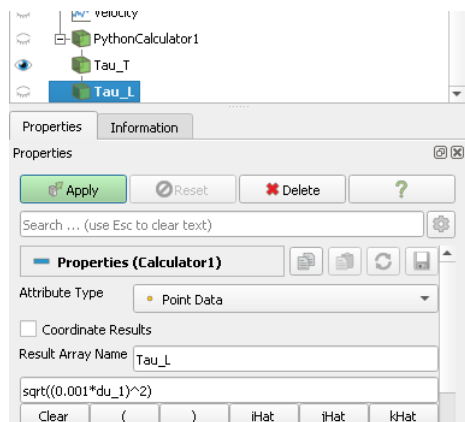 Velocity
PythonCalculator1
Tau_T
Tau_L
Properties Information
Properties
Apply Reset Delete ?
Search ... (use Esc to clear text)
Properties (Calculator1)
Attribute Type Point Data
Coordinate Results
Result Array Name Tau_L
sqrt((0.001*du_1)^2)
Clear ( ) iHat jHat kHat